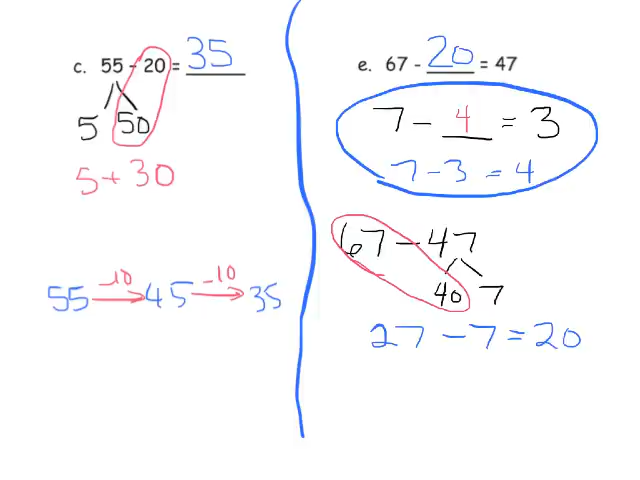 c. 55 - 20 = 35
5 50
5 + 30
-10 -10
55 → 45 → 35
e. 67 - 20 = 47
7 - 4 = 3
7 - 3 = 4
67 - 47
40 7
27 - 7 = 20